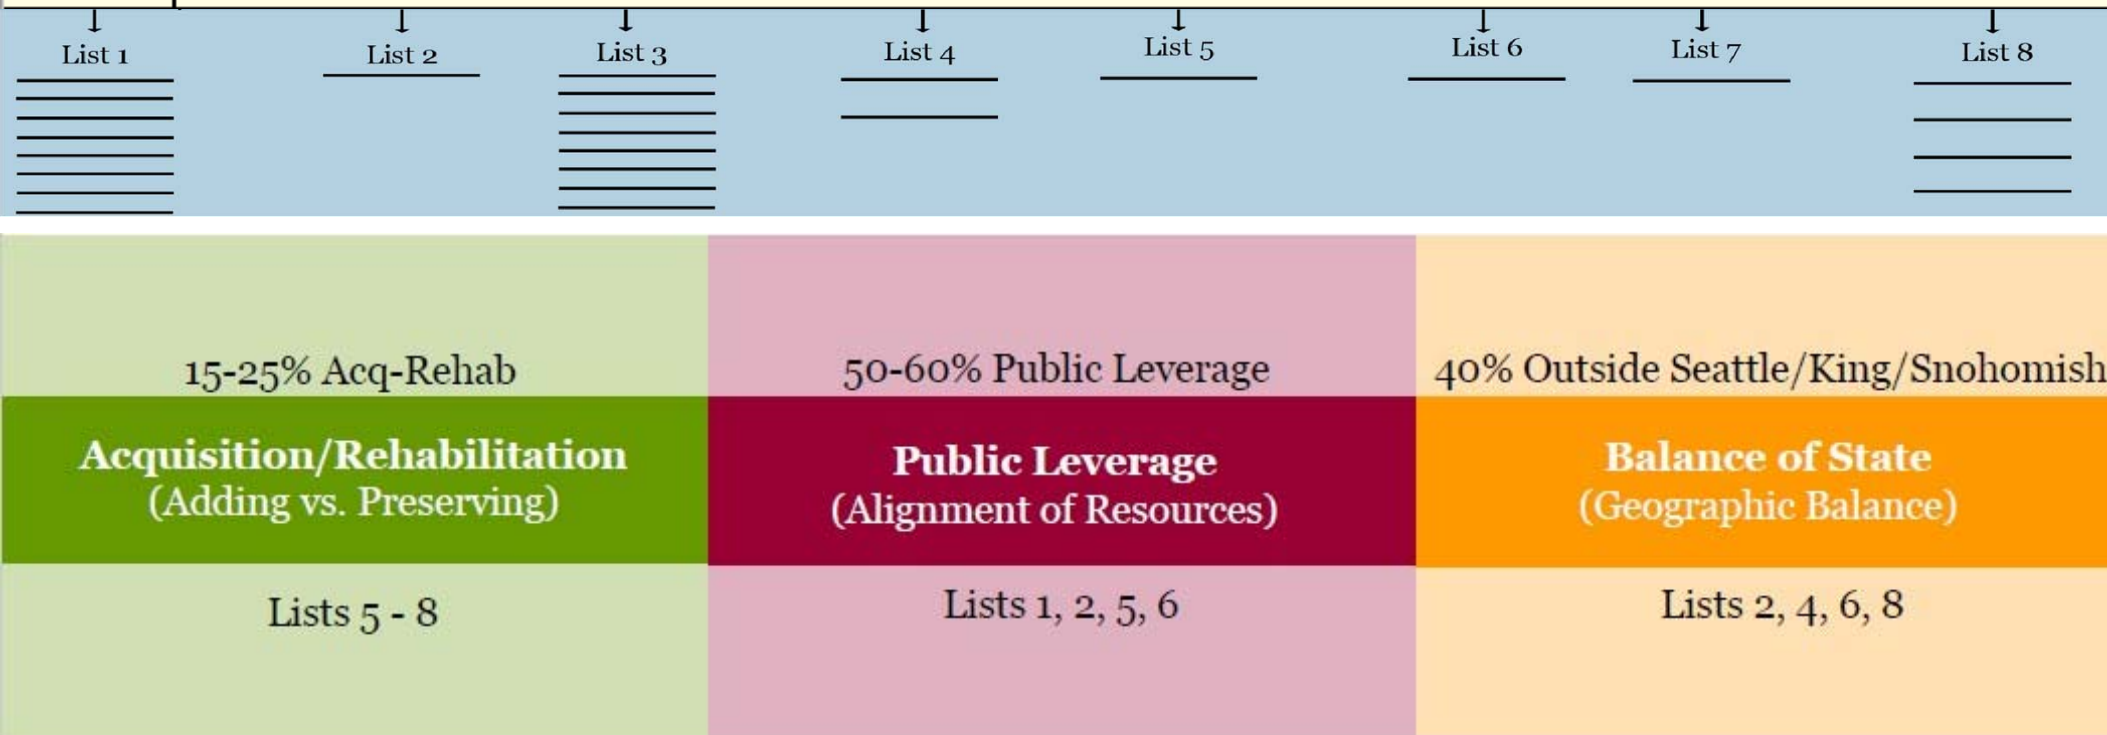 List 1
List 2
List 3
List 4
List 5
List 6
List 7
List 8
15-25% Acq-Rehab
50-60% Public Leverage
40% Outside Seattle/King/Snohomish
Acquisition/Rehabilitation
(Adding vs. Preserving)
Public Leverage
(Alignment of Resources)
Balance of State
(Geographic Balance)
Lists 5 - 8
Lists 1, 2, 5, 6
Lists 2, 4, 6, 8